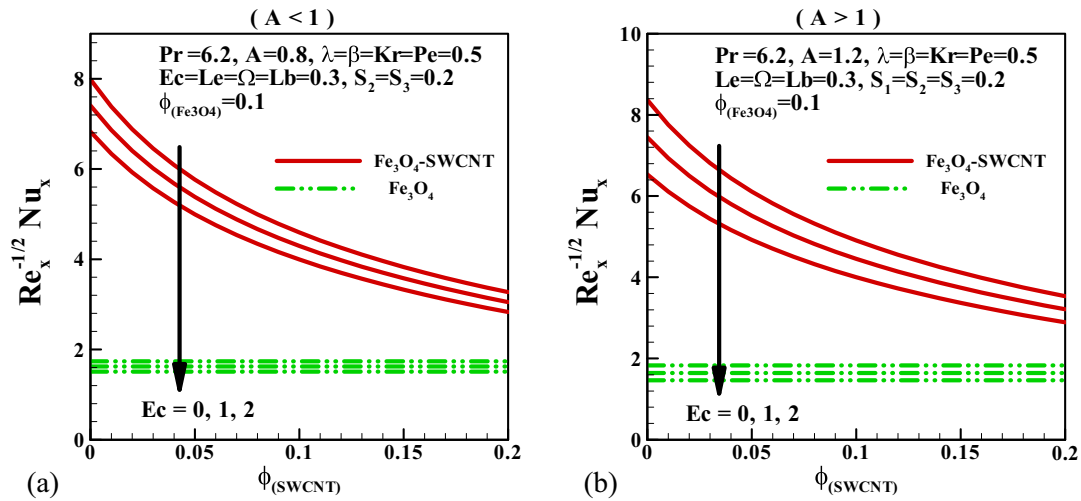 ( A < 1 )
Pr =6.2, A=0.8, λ=β=Kr=Pe=0.5
Ec=Le=Ω=Lb=0.3, S₂=S₃=0.2
ϕ(Fe3O4)=0.1
Fe₃O₄-SWCNT
Fe₃O₄
Ec = 0, 1, 2
Reₓ^-1/2 Nuₓ
8
6
4
2
0
0
0.05
0.1
0.15
0.2
ϕ(SWCNT)
(a)
( A > 1 )
Pr =6.2, A=1.2, λ=β=Kr=Pe=0.5
Le=Ω=Lb=0.3, S₁=S₂=S₃=0.2
ϕ(Fe3O4)=0.1
Fe₃O₄-SWCNT
Fe₃O₄
Ec = 0, 1, 2
Reₓ^-1/2 Nuₓ
10
8
6
4
2
0
0
0.05
0.1
0.15
0.2
ϕ(SWCNT)
(b)